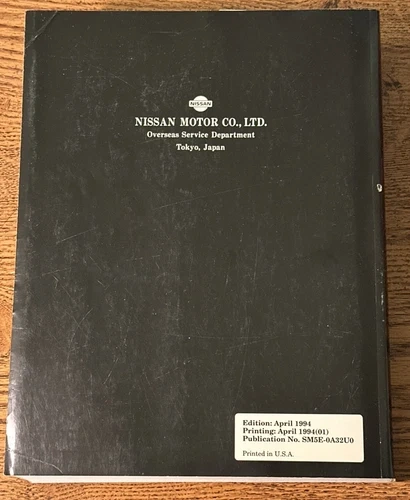 NISSAN
NISSAN MOTOR CO., LTD.
Overseas Service Department
Tokyo, Japan
Edition: April 1994
Printing: April 1994(01)
Publication No. SM5E-0A32U0
Printed in U.S.A.